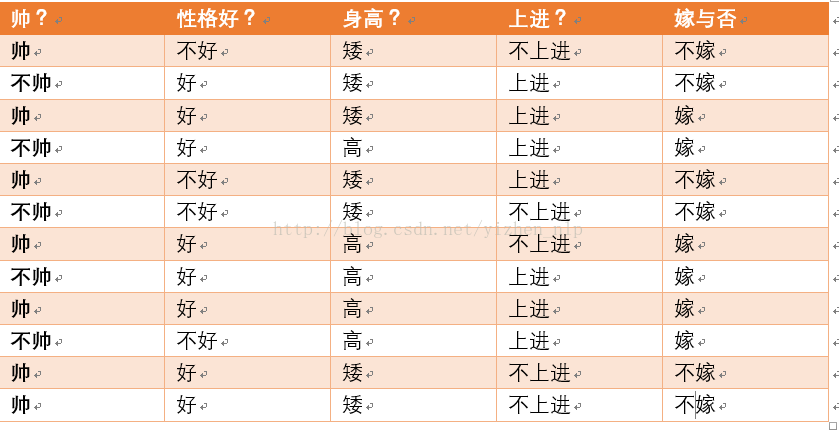 帅？ 性格好？ 身高？ 上进？ 嫁与否
帅 不好 矮 不上进 不嫁
不帅 好 矮 上进 不嫁
帅 好 矮 上进 嫁
不帅 好 高 上进 嫁
帅 不好 矮 上进 不嫁
不帅 不好 矮 不上进 不嫁
http://blog.csdn.net/yizhen_nlp
帅 好 高 不上进 嫁
不帅 好 高 上进 嫁
帅 好 高 上进 嫁
不帅 不好 高 上进 嫁
帅 好 矮 不上进 不嫁
帅 好 矮 不上进 不嫁